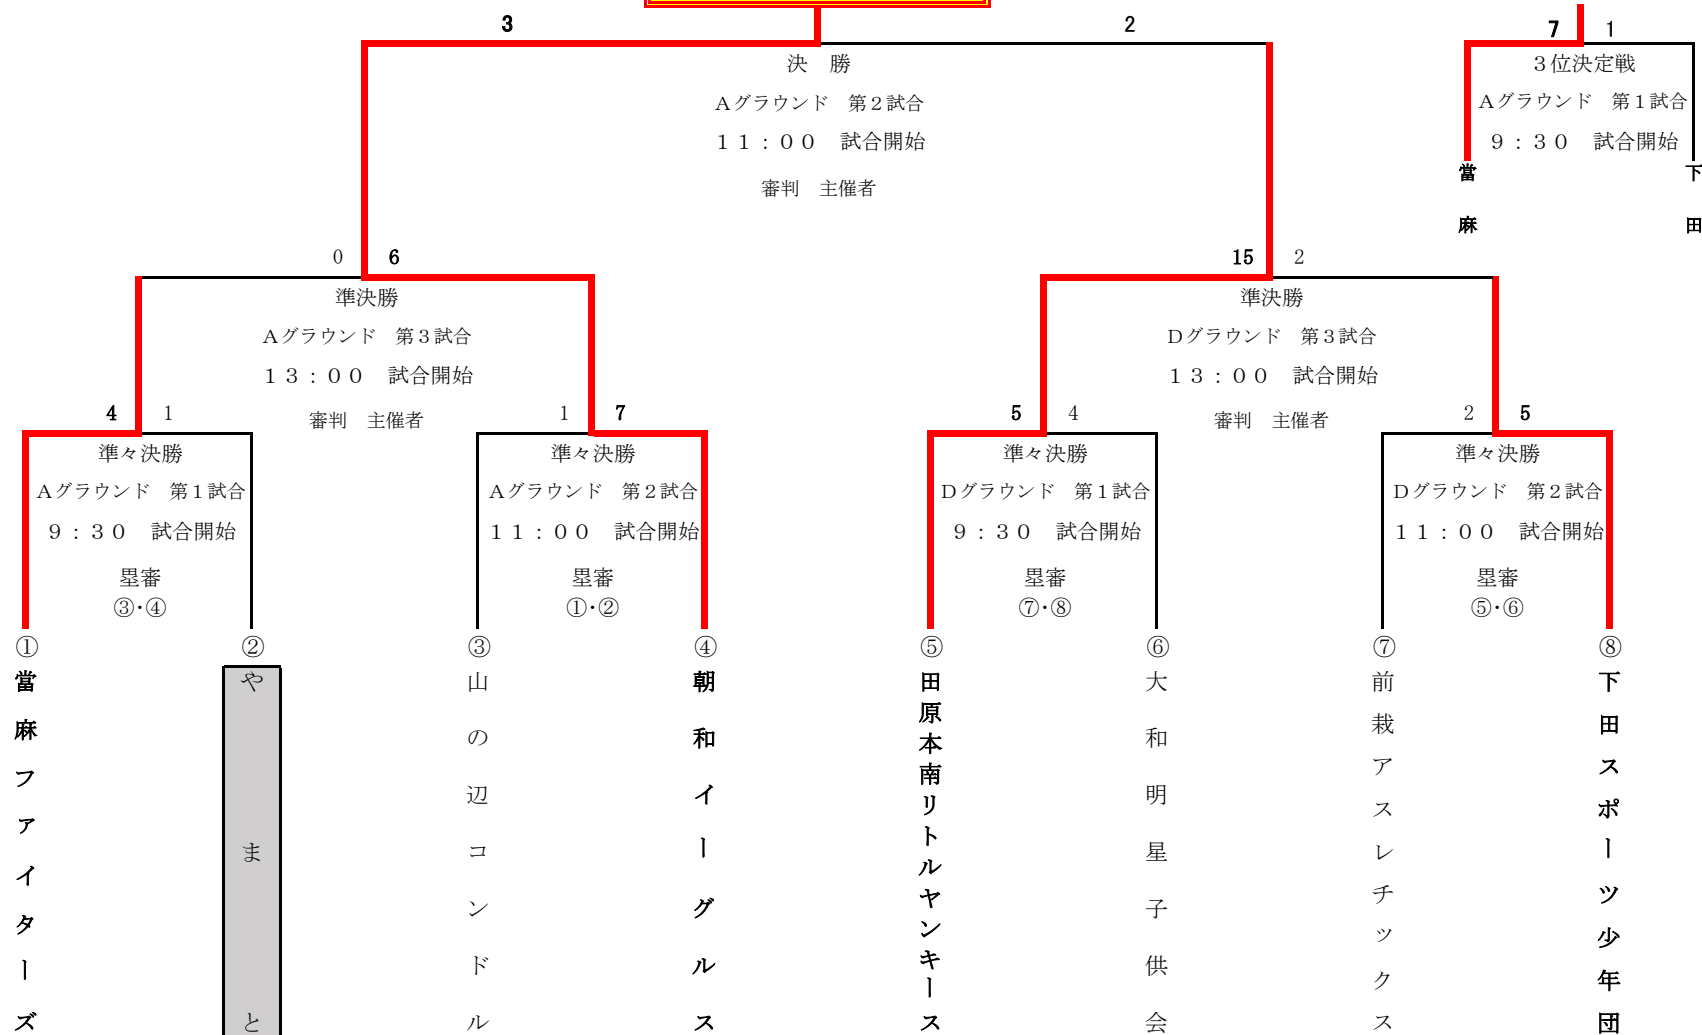 3
2
7 1
決　勝
３位決定戦
Aグラウンド　第２試合
Aグラウンド　第１試合
１１：００　試合開始
９：３０　試合開始
審判　主催者
當麻
下田
0 6
15 2
準決勝
準決勝
Aグラウンド　第３試合
Dグラウンド　第３試合
１３：００　試合開始
１３：００　試合開始
審判　主催者
審判　主催者
4 1
1 7
5 4
2 5
準々決勝
準々決勝
準々決勝
準々決勝
Aグラウンド　第１試合
Aグラウンド　第２試合
Dグラウンド　第１試合
Dグラウンド　第２試合
９：３０　試合開始
１１：００　試合開始
９：３０　試合開始
１１：００　試合開始
塁審
塁審
塁審
塁審
③・④
①・②
⑦・⑧
⑤・⑥
①
②
③
④
⑤
⑥
⑦
⑧
當麻ファイターズ
やまと
山の辺コンドル
朝和イーグルス
田原本南リトルヤンキース
大和明星子供会
前栽アスレチックス
下田スポーツ少年団